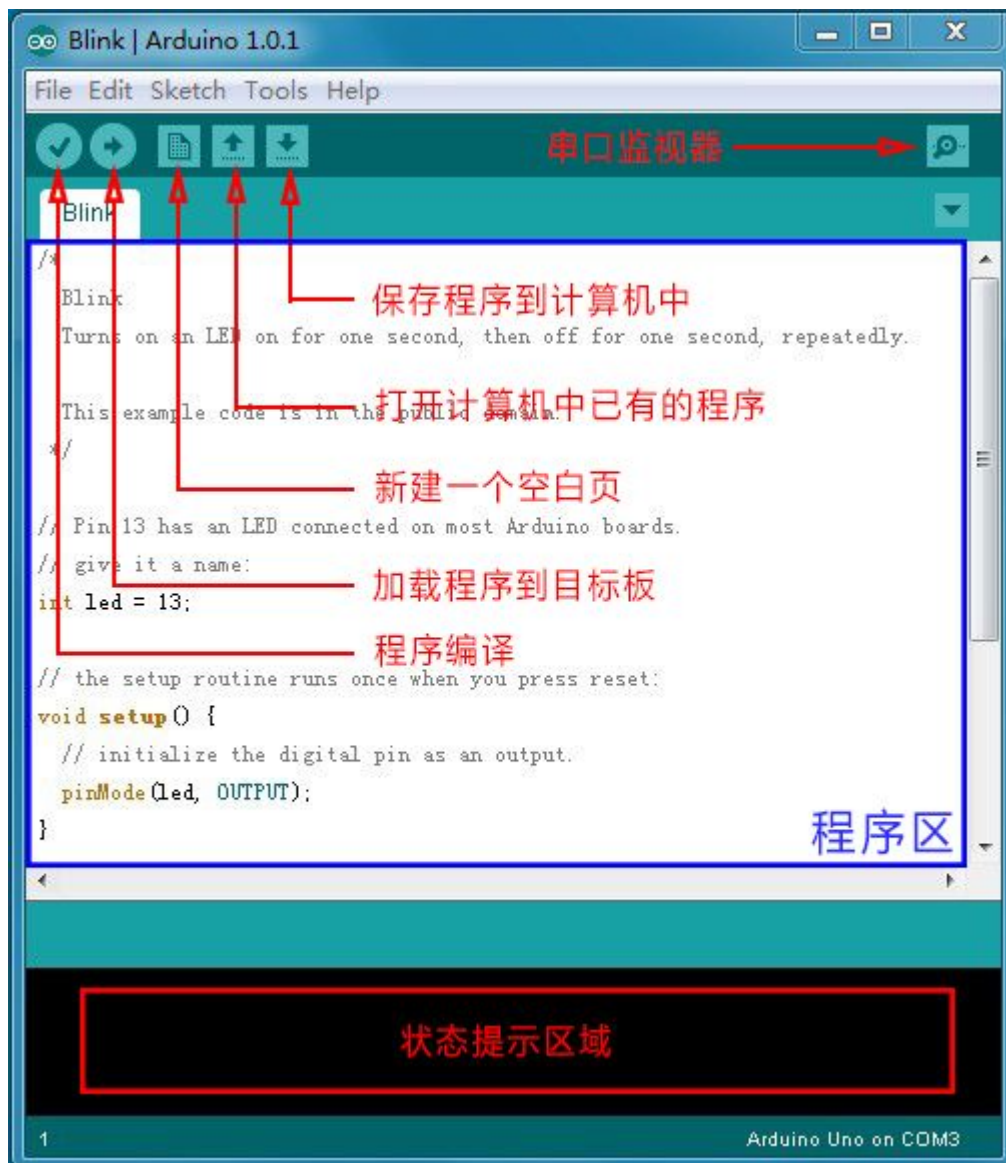 Blink | Arduino 1.0.1
File Edit Sketch Tools Help
串口监视器
Blink
/*
Blink
保存程序到计算机中
Turns on an LED on for one second, then off for one second, repeatedly.
打开计算机中已有的程序
This example code is in the public domain.
*/
新建一个空白页
// Pin 13 has an LED connected on most Arduino boards.
// give it a name:
加载程序到目标板
int led = 13;
程序编译
// the setup routine runs once when you press reset:
void setup() {
// initialize the digital pin as an output.
pinMode(led, OUTPUT);
}
程序区
状态提示区域
1
Arduino Uno on COM3